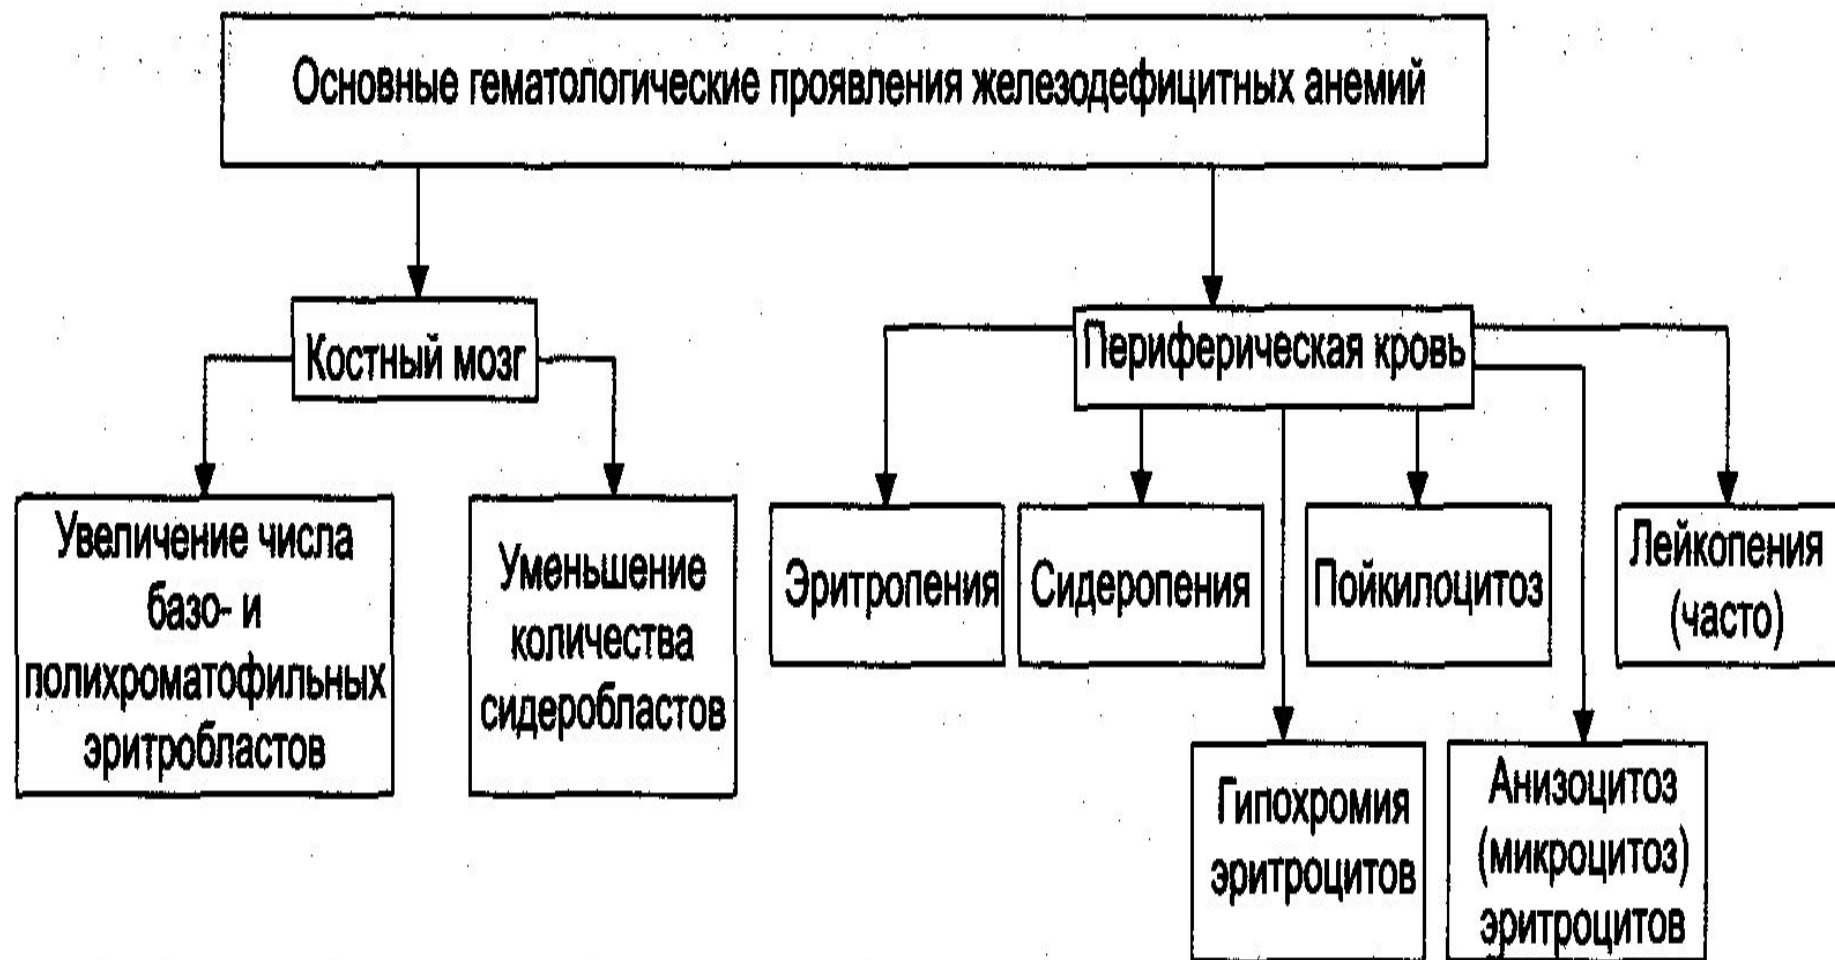 Основные гематологические проявления железодефицитных анемий
Костный мозг
Периферическая кровь
Увеличение числа
базо- и
полихроматофильных
эритробластов
Уменьшение
количества
сидеробластов
Эритропения
Сидеропения
Пойкилоцитоз
Лейкопения
(часто)
Гипохромия
эритроцитов
Анизоцитоз
(микроцитоз)
эритроцитов